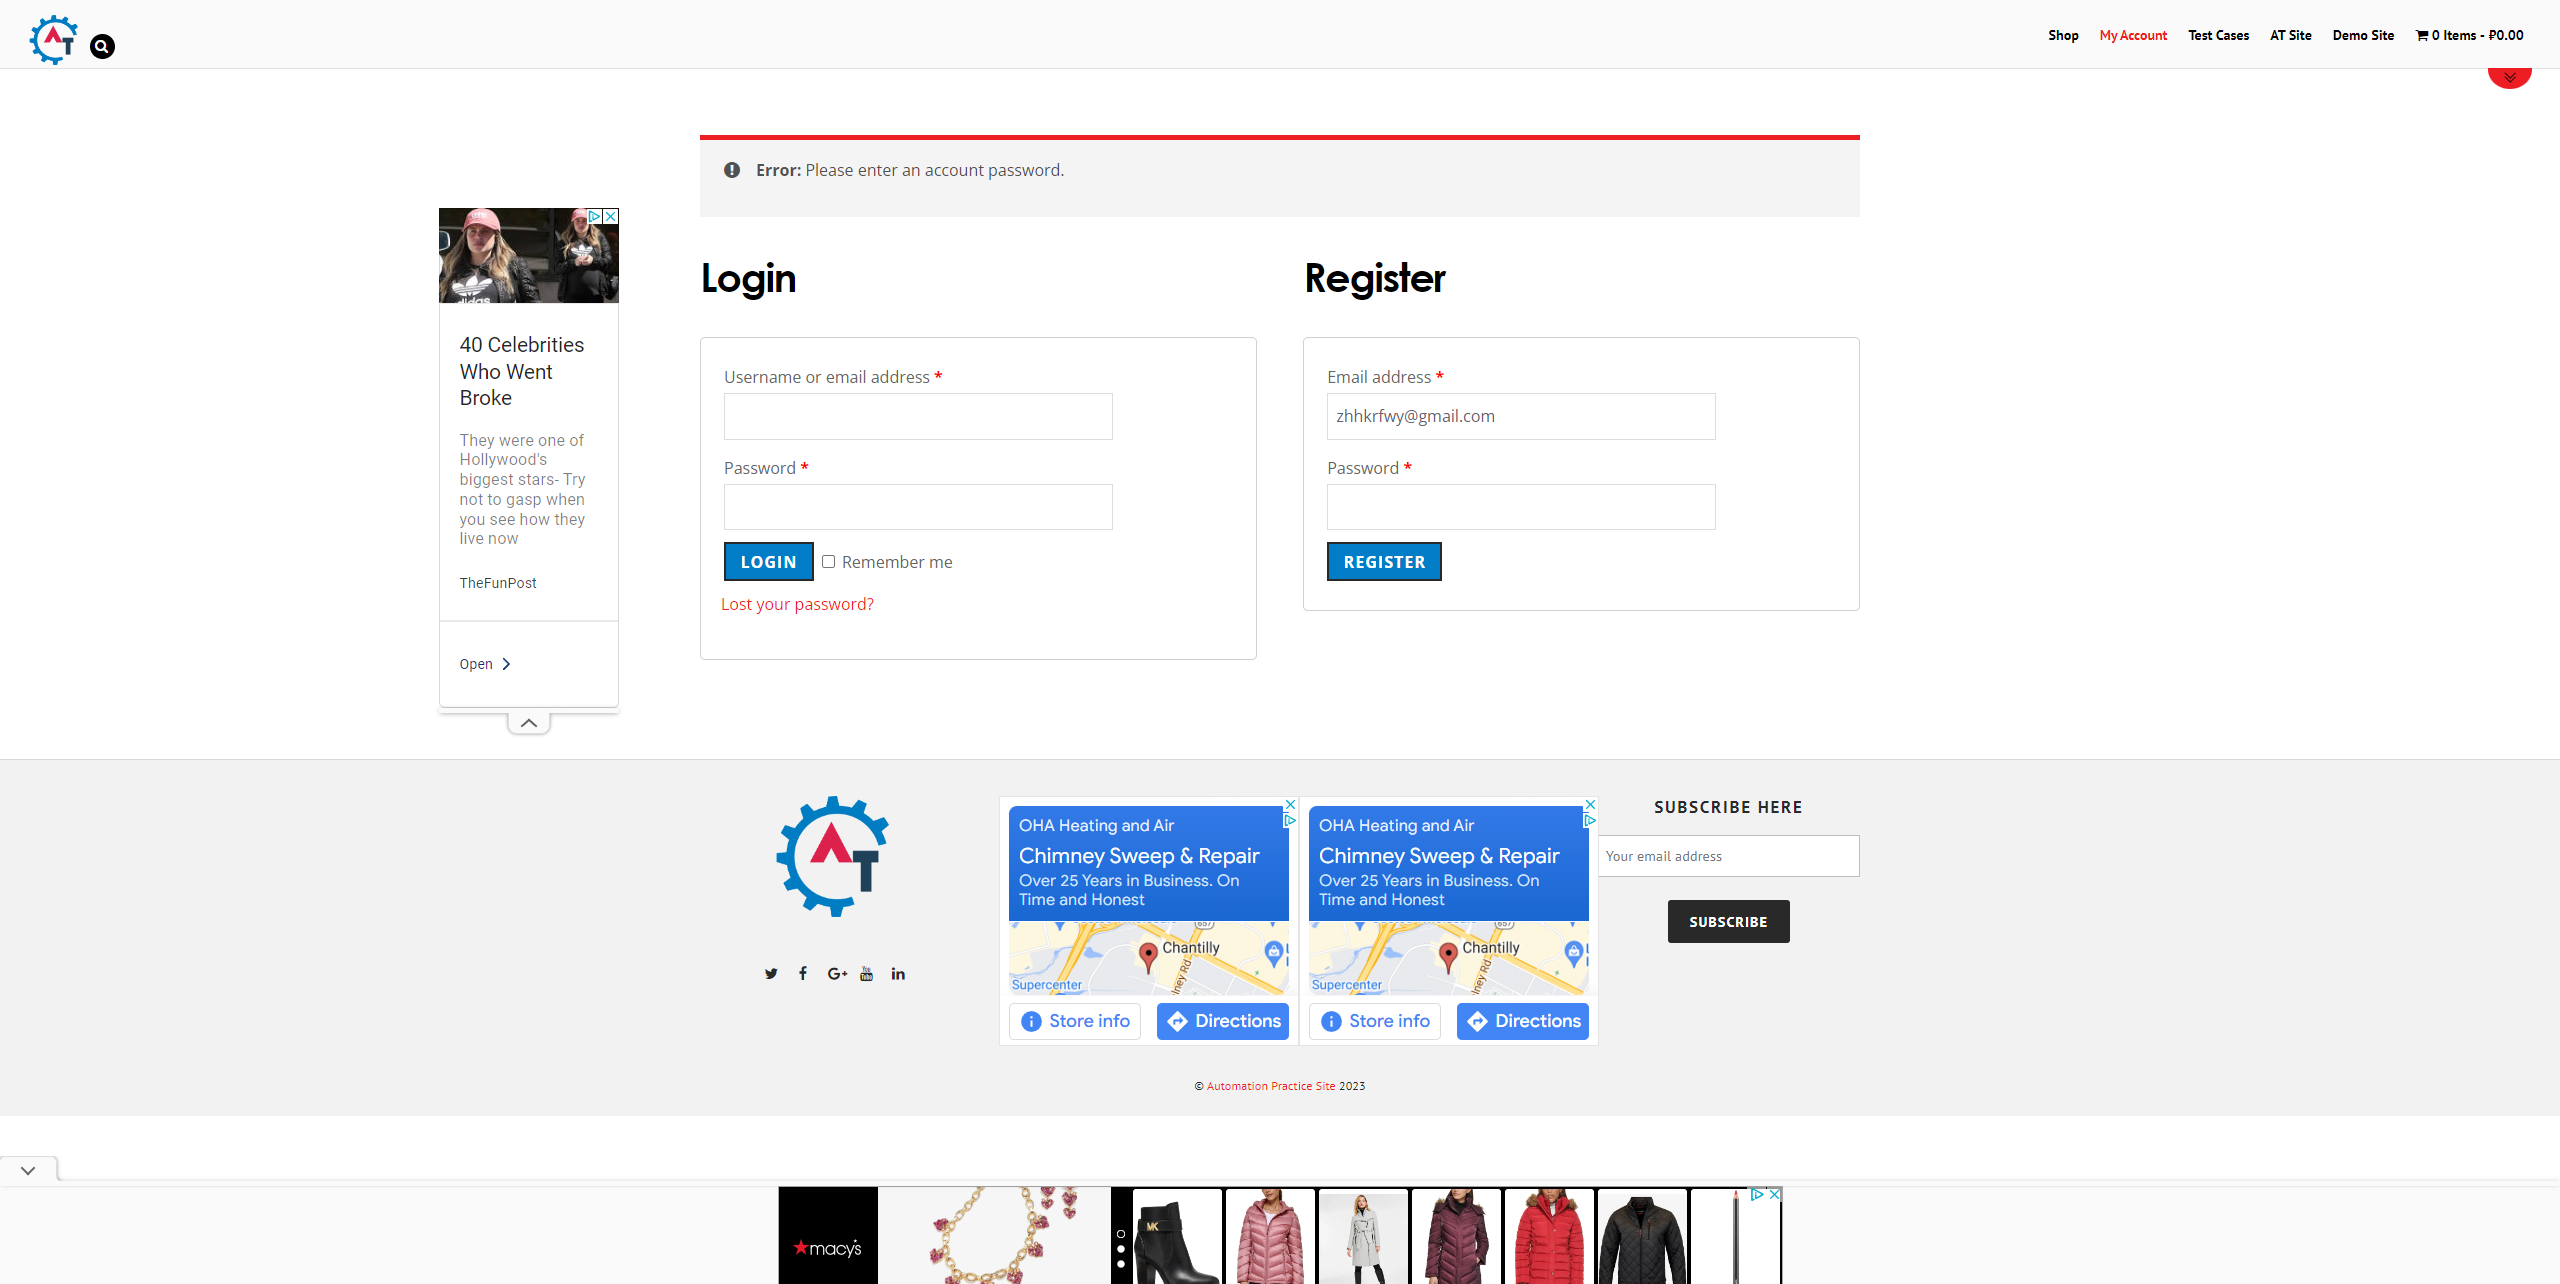 Shop
My Account
Test Cases
AT Site
Demo Site
0 Items - ₽0.00
Error: Please enter an account password.
40 Celebrities
Who Went
Broke
They were one of
Hollywood's
biggest stars- Try
not to gasp when
you see how they
live now
TheFunPost
Open
Login
Username or email address *
Password *
LOGIN
Remember me
Lost your password?
Register
Email address *
zhhkrfwy@gmail.com
Password *
REGISTER
AT
OHA Heating and Air
Chimney Sweep & Repair
Over 25 Years in Business. On
Time and Honest
657
Chantilly
Supercenter
Store info
Directions
OHA Heating and Air
Chimney Sweep & Repair
Over 25 Years in Business. On
Time and Honest
657
Chantilly
Supercenter
Store info
Directions
SUBSCRIBE HERE
Your email address
SUBSCRIBE
© Automation Practice Site 2023
macy's
MK